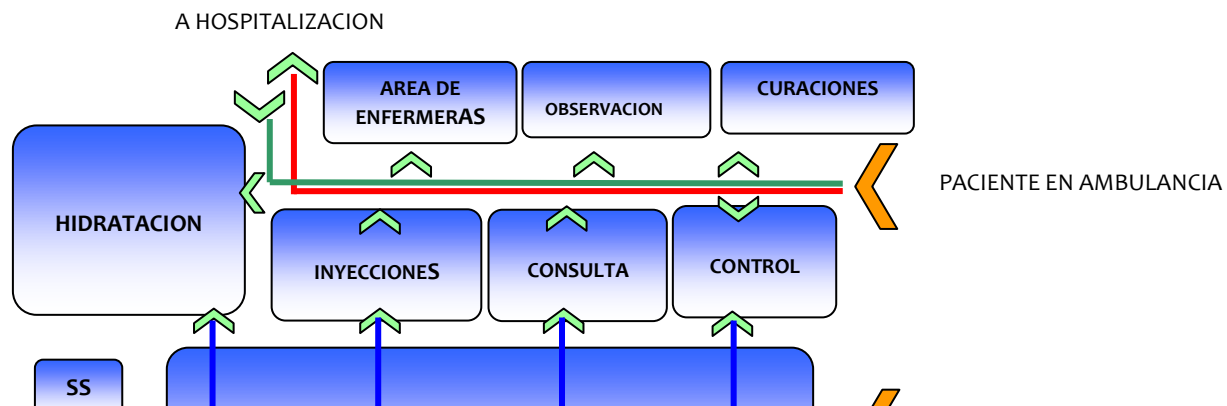 A HOSPITALIZACION
AREA DE
ENFERMERAS
OBSERVACION
CURACIONES
PACIENTE EN AMBULANCIA
HIDRATACION
INYECCIONES
CONSULTA
CONTROL
SS